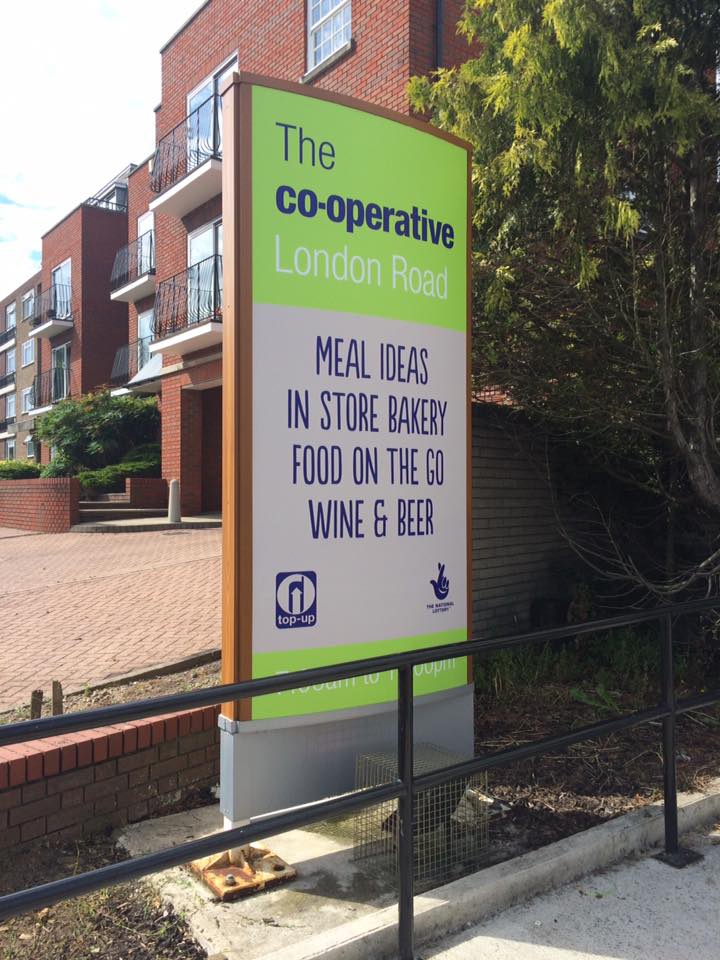 The
co-operative
London Road
MEAL IDEAS
IN STORE BAKERY
FOOD ON THE GO
WINE & BEER
top-up
THE NATIONAL
LOTTERY
to